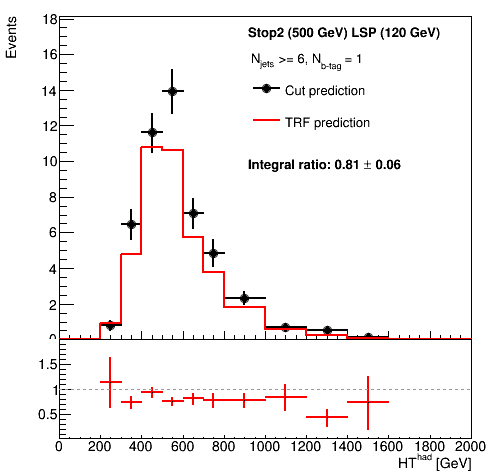 Events
Stop2 (500 GeV) LSP (120 GeV)
N_jets >= 6, N_b-tag = 1
Cut prediction
TRF prediction
Integral ratio: 0.81 ± 0.06
18
16
14
12
10
8
6
4
2
0
1.5
1
0.5
0 200 400 600 800 1000 1200 1400 1600 1800 2000
HT^had [GeV]